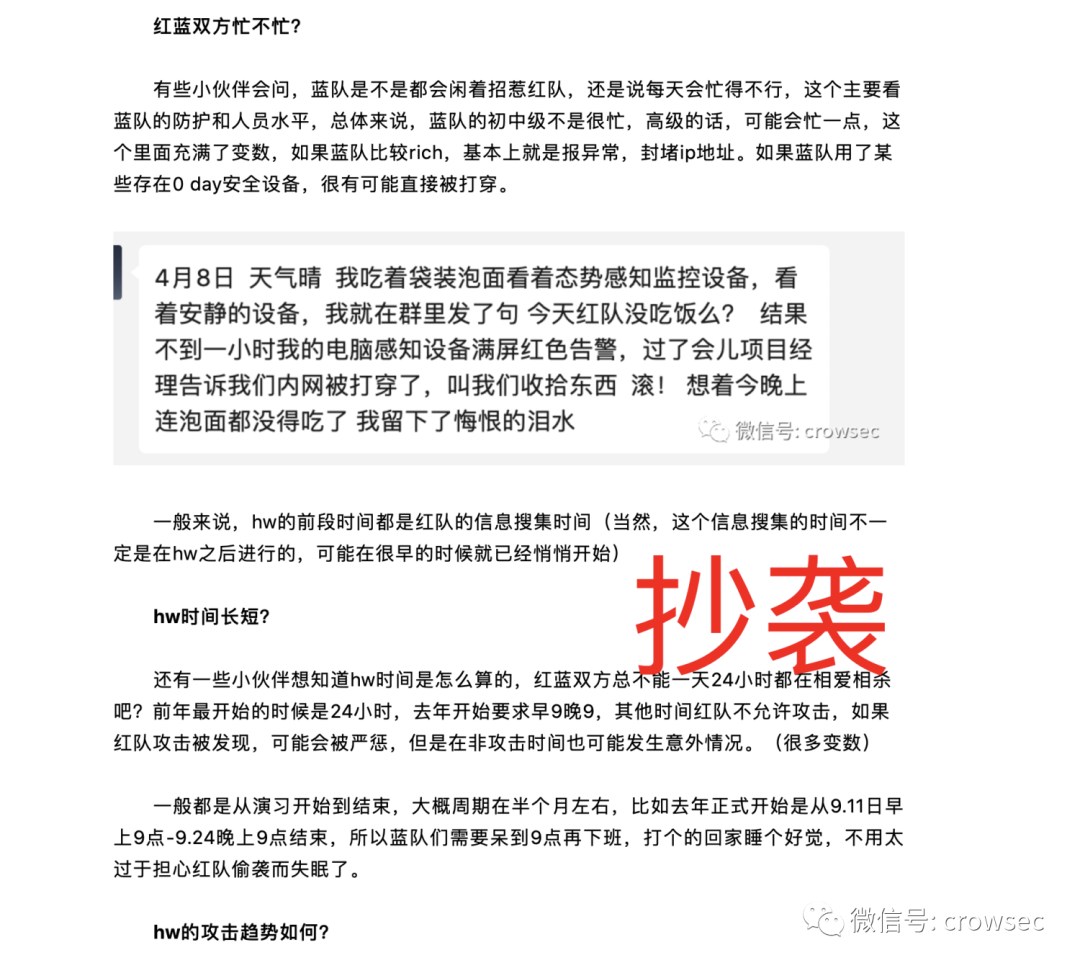 红蓝双方忙不忙?
有些小伙伴会问，蓝队是不是都会闲着招惹红队，还是说每天会忙得不行，这个主要看
蓝队的防护和人员水平，总体来说，蓝队的初中级不是很忙，高级的话，可能会忙一点，这
个里面充满了变数，如果蓝队比较rich，基本上就是报异常，封堵ip地址。如果蓝队用了某
些存在0 day安全设备，很有可能直接被打穿。
4月8日 天气晴 我吃着袋装泡面看着态势感知监控设备，看
着安静的设备，我就在群里发了句 今天红队没吃饭么？ 结果
不到一小时我的电脑感知设备满屏红色告警，过了会儿项目经
理告诉我们内网被打穿了，叫我们收拾东西 滚！ 想着今晚上
连泡面都没得吃了 我留下了悔恨的泪水
微信号: crowsec
一般来说，hw的前段时间都是红队的信息搜集时间（当然，这个信息搜集的时间不一
定是在hw之后进行的，可能在很早的时候就已经悄悄开始）
抄袭
hw时间长短?
还有一些小伙伴想知道hw时间是怎么算的，红蓝双方总不能一天24小时都在相爱相杀
吧？前年最开始的时候是24小时，去年开始要求早9晚9，其他时间红队不允许攻击，如果
红队攻击被发现，可能会被严惩，但是在非攻击时间也可能发生意外情况。（很多变数）
一般都是从演习开始到结束，大概周期在半个月左右，比如去年正式开始是从9.11日早
上9点-9.24晚上9点结束，所以蓝队们需要呆到9点再下班，打个的回家睡个好觉，不用太
过于担心红队偷袭而失眠了。
hw的攻击趋势如何?
微信号: crowsec